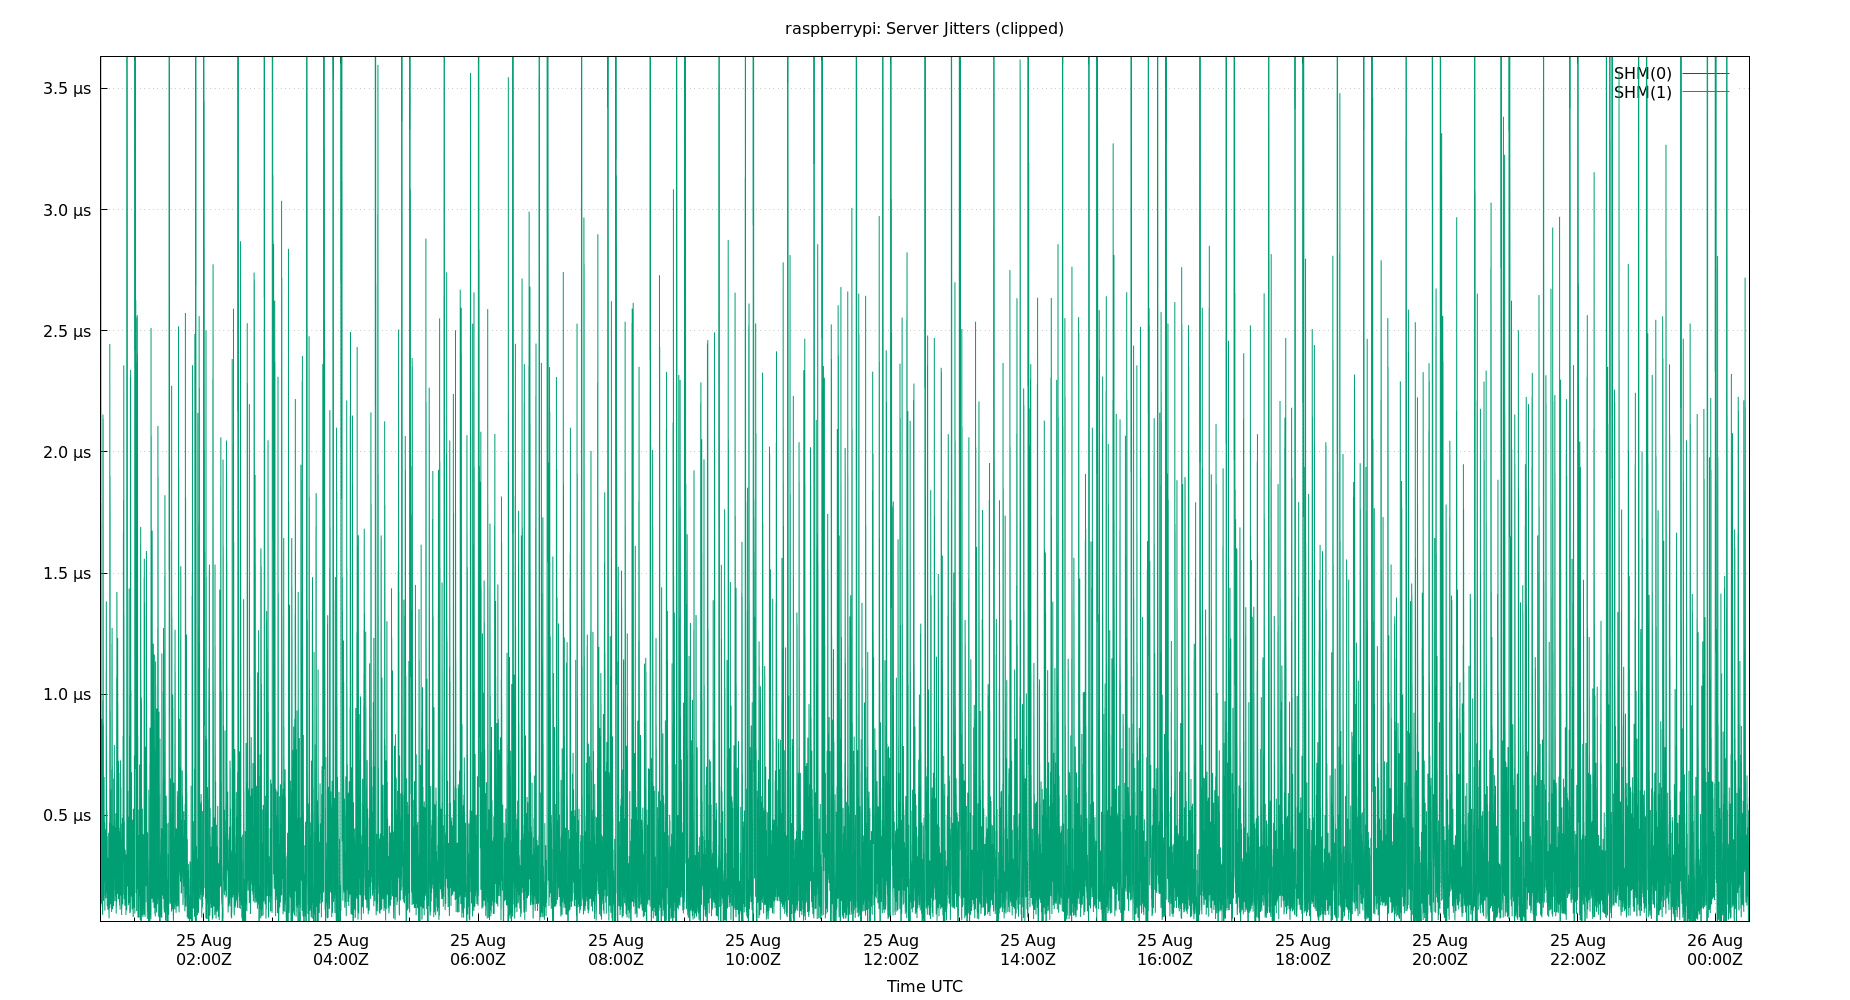 raspberrypi: Server Jitters (clipped)
SHM(0)
SHM(1)
3.5 µs
3.0 µs
2.5 µs
2.0 µs
1.5 µs
1.0 µs
0.5 µs
25 Aug 25 Aug 25 Aug 25 Aug 25 Aug 25 Aug 25 Aug 25 Aug 25 Aug 25 Aug 25 Aug 26 Aug
02:00Z 04:00Z 06:00Z 08:00Z 10:00Z 12:00Z 14:00Z 16:00Z 18:00Z 20:00Z 22:00Z 00:00Z
Time UTC